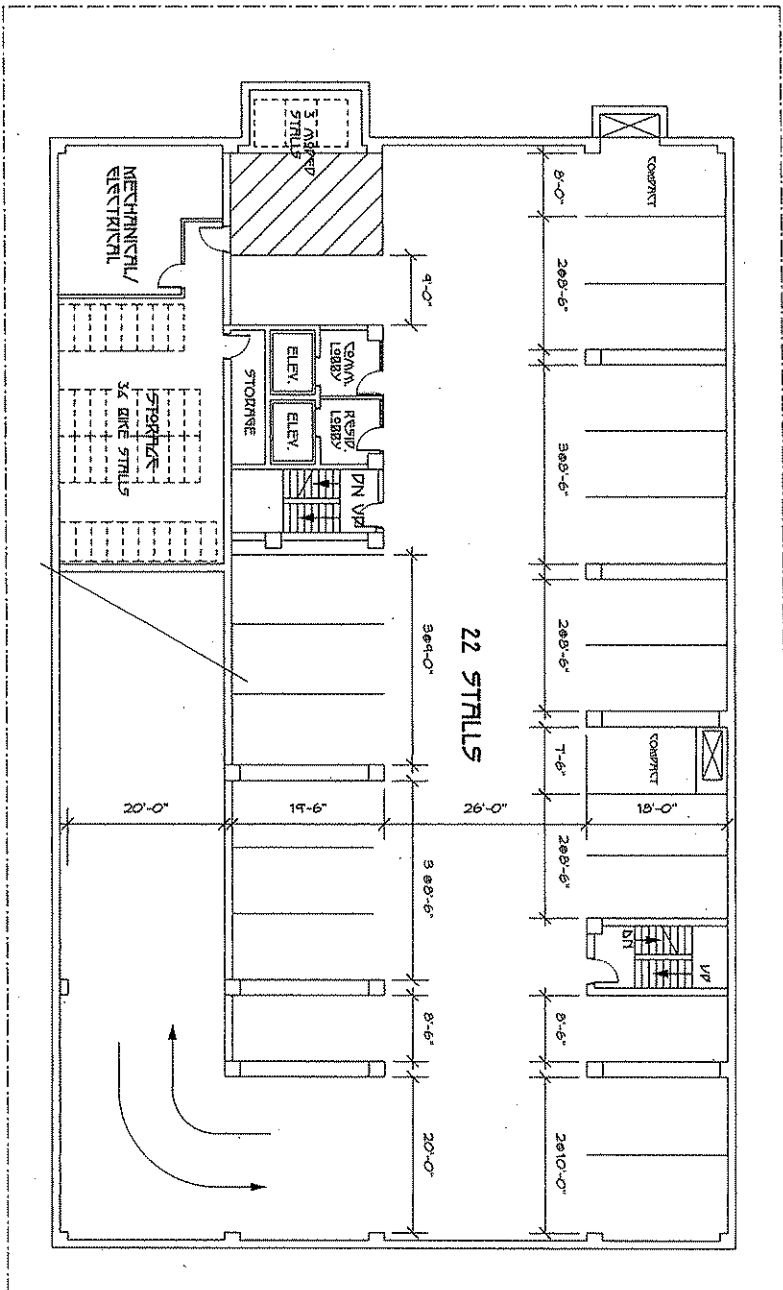 3 MOPED
STALLS
MECHANICAL/
ELECTRICAL
COMPACT
8'-0"
2@8'-6"
9'-0"
COMM.
LOBBY
ELEV.
RESID.
LOBBY
ELEV.
STORAGE
STORAGE
36 BIKE STALLS
3@8'-6"
DN UP
3@9'-0"
22 STALLS
2@8'-6"
COMPACT
7'-6"
20'-0"
19'-6"
26'-0"
18'-0"
2@8'-6"
3@8'-6"
DN
UP
8'-6"
8'-6"
20'-0"
2@10'-0"